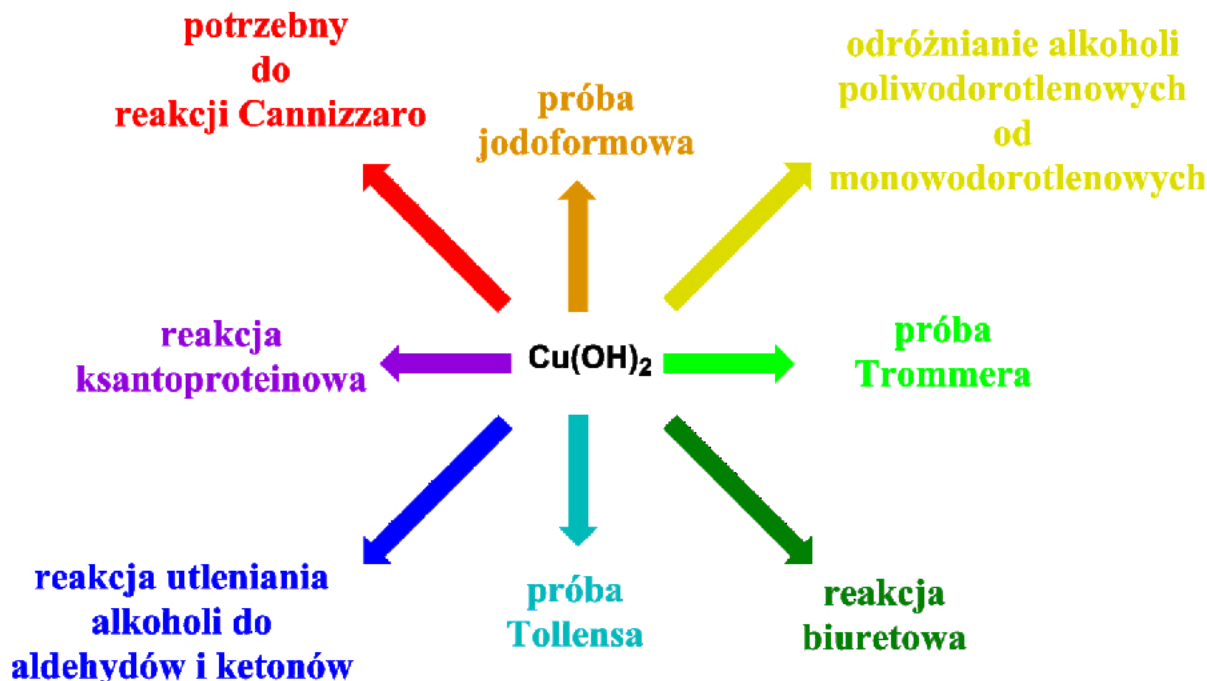 potrzebny
do
reakcji Cannizzaro
próba
jodoformowa
odróżnianie alkoholi
poliwodorotlenowych
od
monowodorotlenowych
reakcja
ksantoproteinowa
Cu(OH)₂
próba
Trommera
reakcja utleniania
alkoholi do
aldehydów i ketonów
próba
Tollensa
reakcja
biuretowa